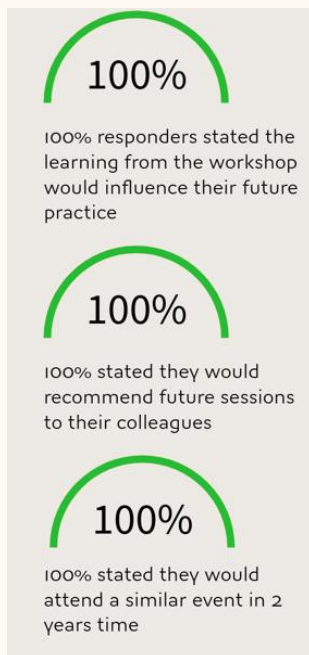 100%
100% responders stated the
learning from the workshop
would influence their future
practice
100%
100% stated they would
recommend future sessions
to their colleagues
100%
100% stated they would
attend a similar event in 2
years time